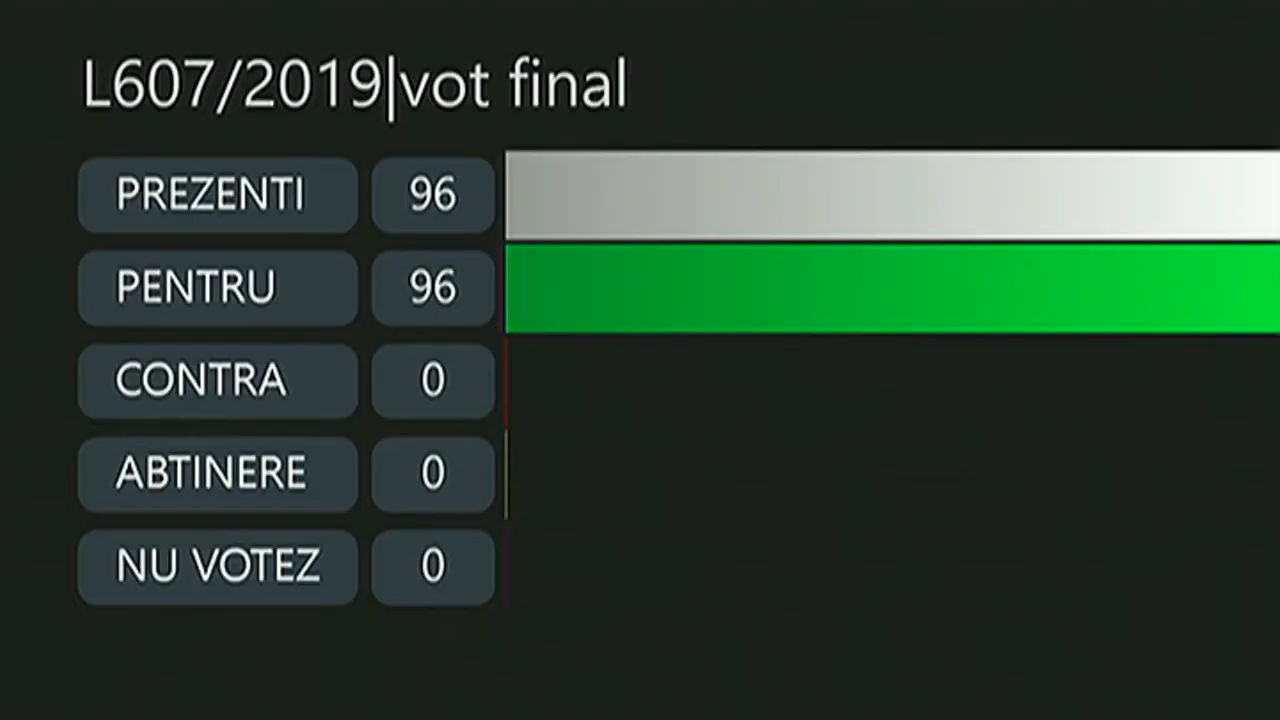 L607/2019|vot final
PREZENTI 96
PENTRU 96
CONTRA 0
ABTINERE 0
NU VOTEZ 0